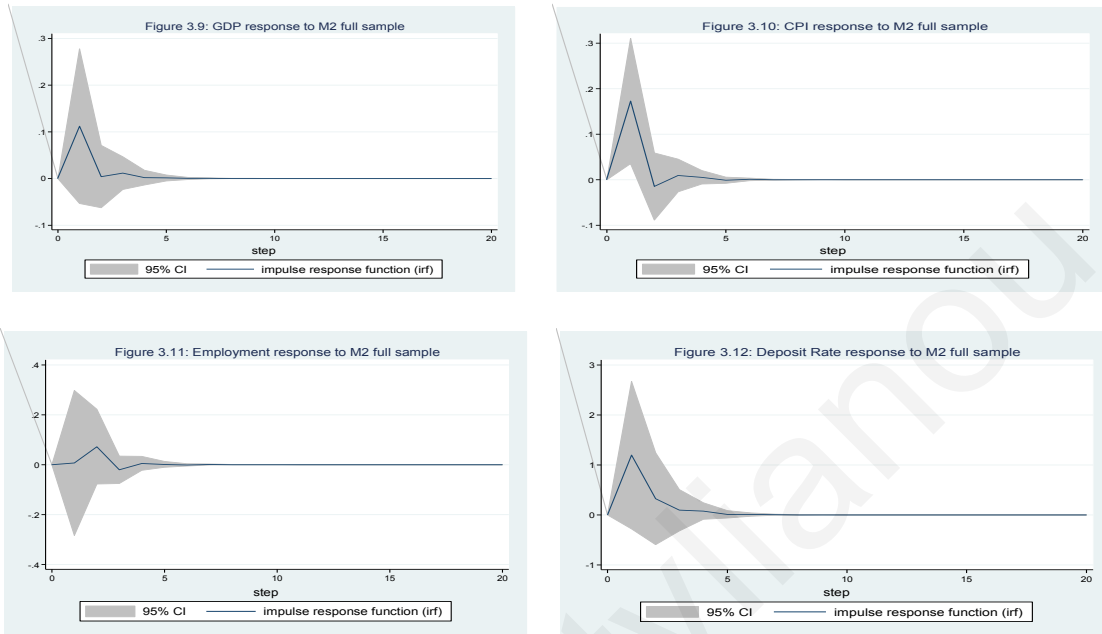 Figure 3.9: GDP response to M2 full sample
.3
.2
.1
0
-.1
0 5 10 15 20
step
95% CI impulse response function (irf)
Figure 3.10: CPI response to M2 full sample
.3
.2
.1
0
-.1
0 5 10 15 20
step
95% CI impulse response function (irf)
Figure 3.11: Employment response to M2 full sample
.4
.2
0
-.2
-.4
0 5 10 15 20
step
95% CI impulse response function (irf)
Figure 3.12: Deposit Rate response to M2 full sample
3
2
1
0
-1
0 5 10 15 20
step
95% CI impulse response function (irf)